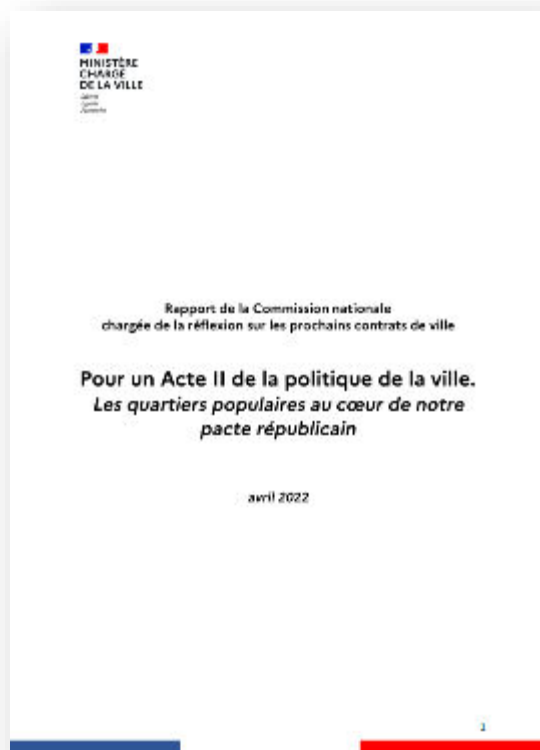 MINISTÈRE
CHARGÉ
DE LA VILLE
Rapport de la Commission nationale
chargée de la réflexion sur les prochains contrats de ville
Pour un Acte II de la politique de la ville.
Les quartiers populaires au cœur de notre
pacte républicain
avril 2022